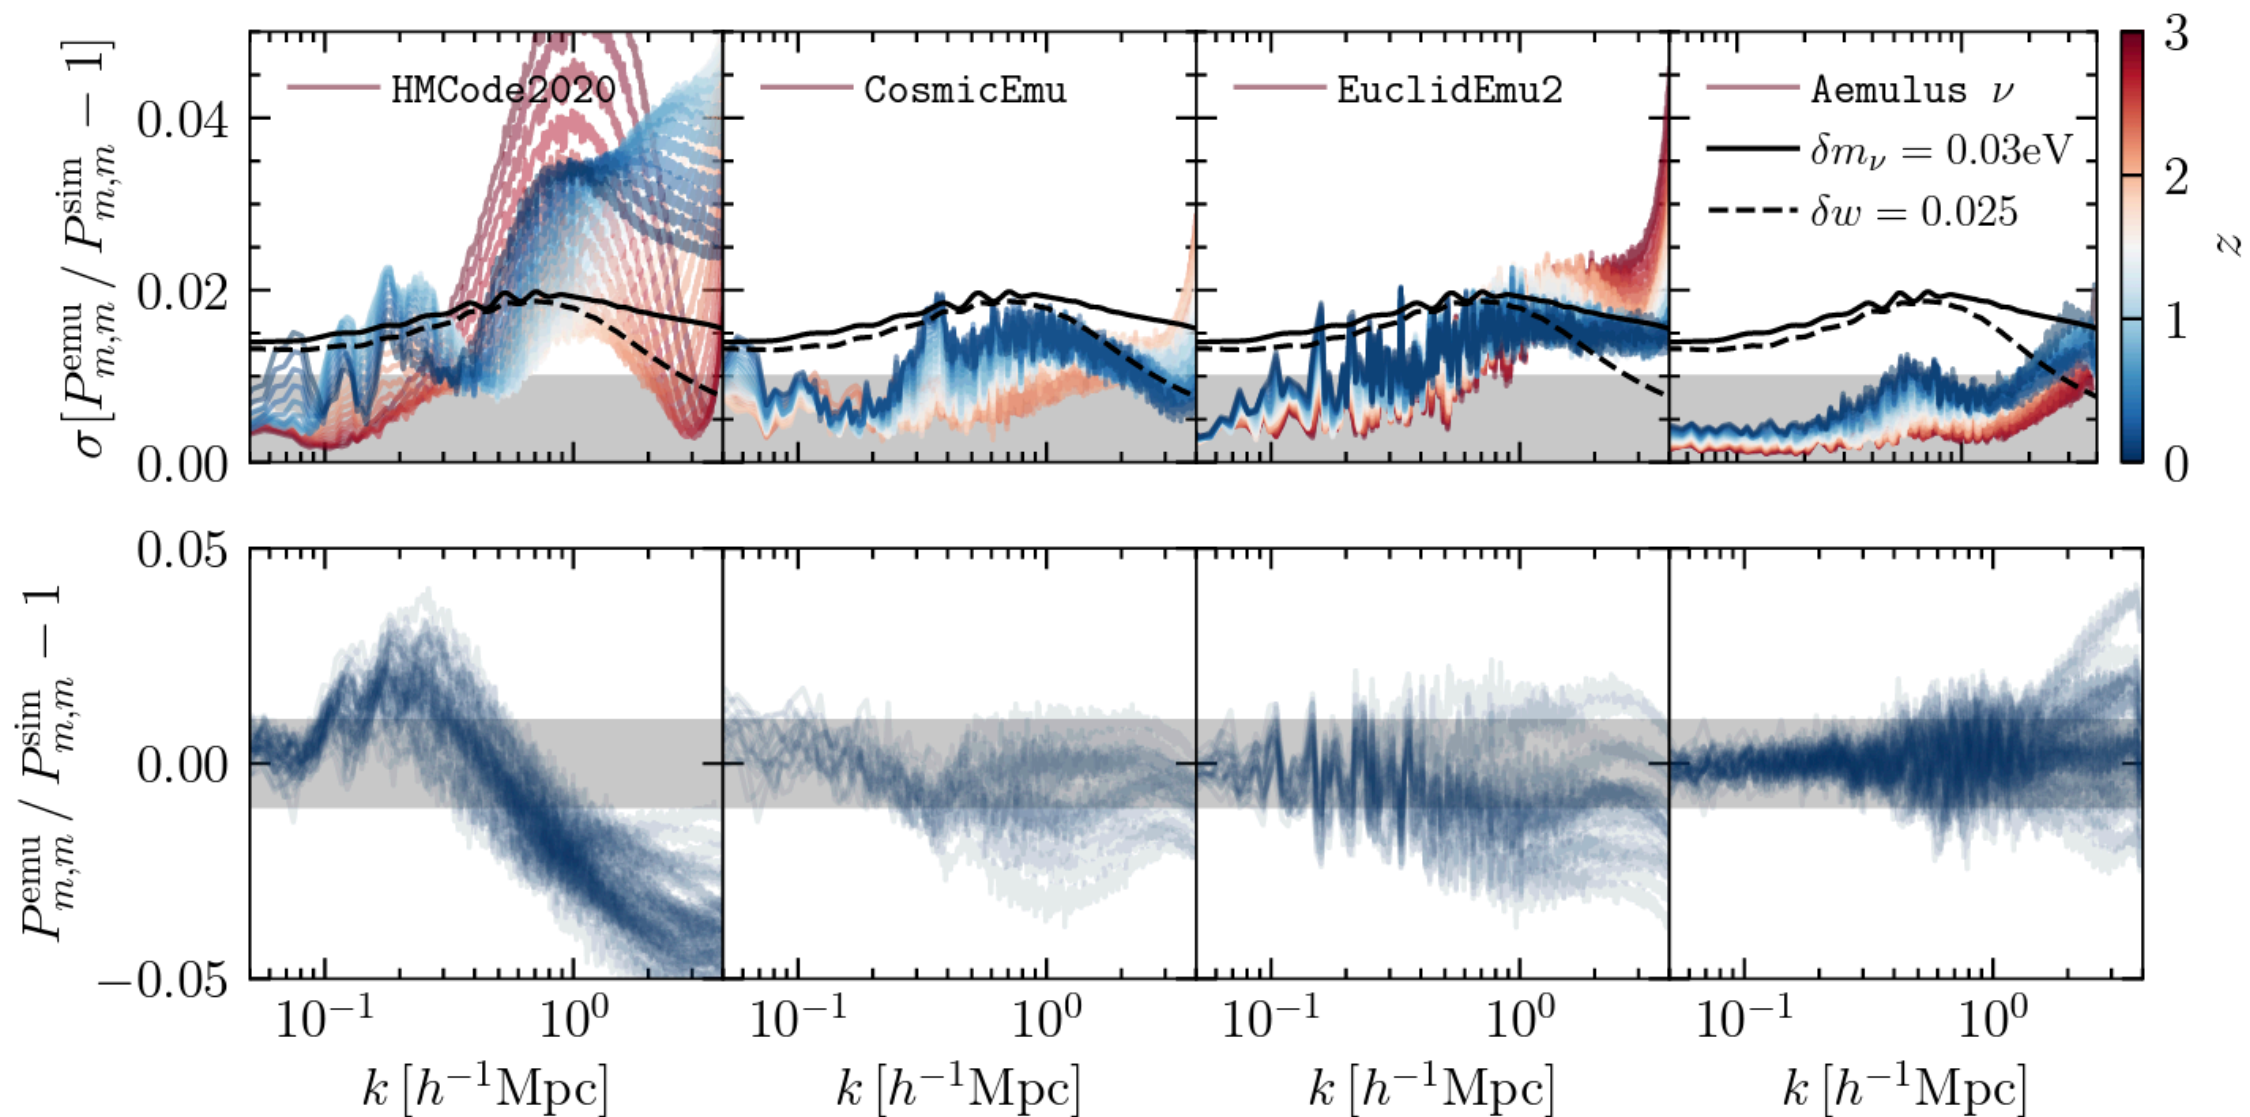 σ[P^emu_m,m / P^sim_m,m − 1]
0.04
0.02
0.00
HMCode2020
CosmicEmu
EuclidEmu2
Aemulus ν
δm_ν = 0.03eV
δw = 0.025
3
2
1
0
z
P^emu_m,m / P^sim_m,m − 1
0.05
0.00
−0.05
10^−1 10^0 10^−1 10^0 10^−1 10^0 10^−1 10^0
k [h^−1Mpc] k [h^−1Mpc] k [h^−1Mpc] k [h^−1Mpc]